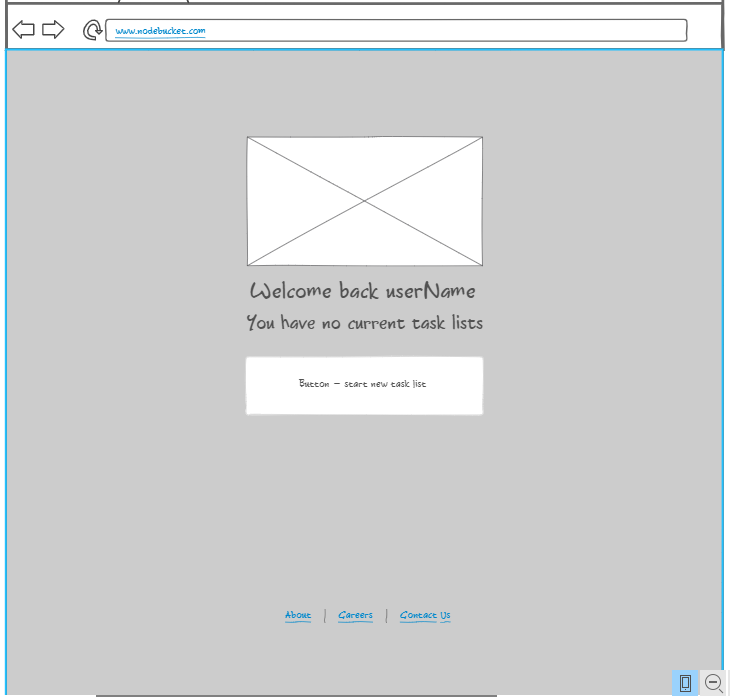 www.nodebucket.com
Welcome back userName
You have no current task lists
Button – start new task list
About | Careers | Contact Us